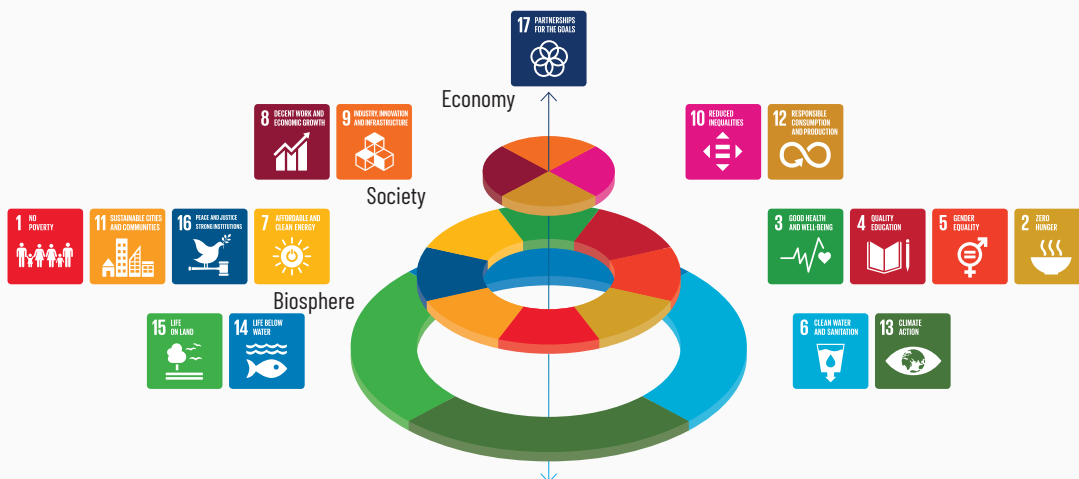 17 PARTNERSHIPS
FOR THE GOALS
Economy
8 DECENT WORK AND
ECONOMIC GROWTH
9 INDUSTRY, INNOVATION
AND INFRASTRUCTURE
10 REDUCED
INEQUALITIES
12 RESPONSIBLE
CONSUMPTION
AND PRODUCTION
Society
1 NO
POVERTY
11 SUSTAINABLE CITIES
AND COMMUNITIES
16 PEACE AND JUSTICE
STRONG INSTITUTIONS
7 AFFORDABLE AND
CLEAN ENERGY
3 GOOD HEALTH
AND WELL-BEING
4 QUALITY
EDUCATION
5 GENDER
EQUALITY
2 ZERO
HUNGER
Biosphere
15 LIFE
ON LAND
14 LIFE BELOW
WATER
6 CLEAN WATER
AND SANITATION
13 CLIMATE
ACTION